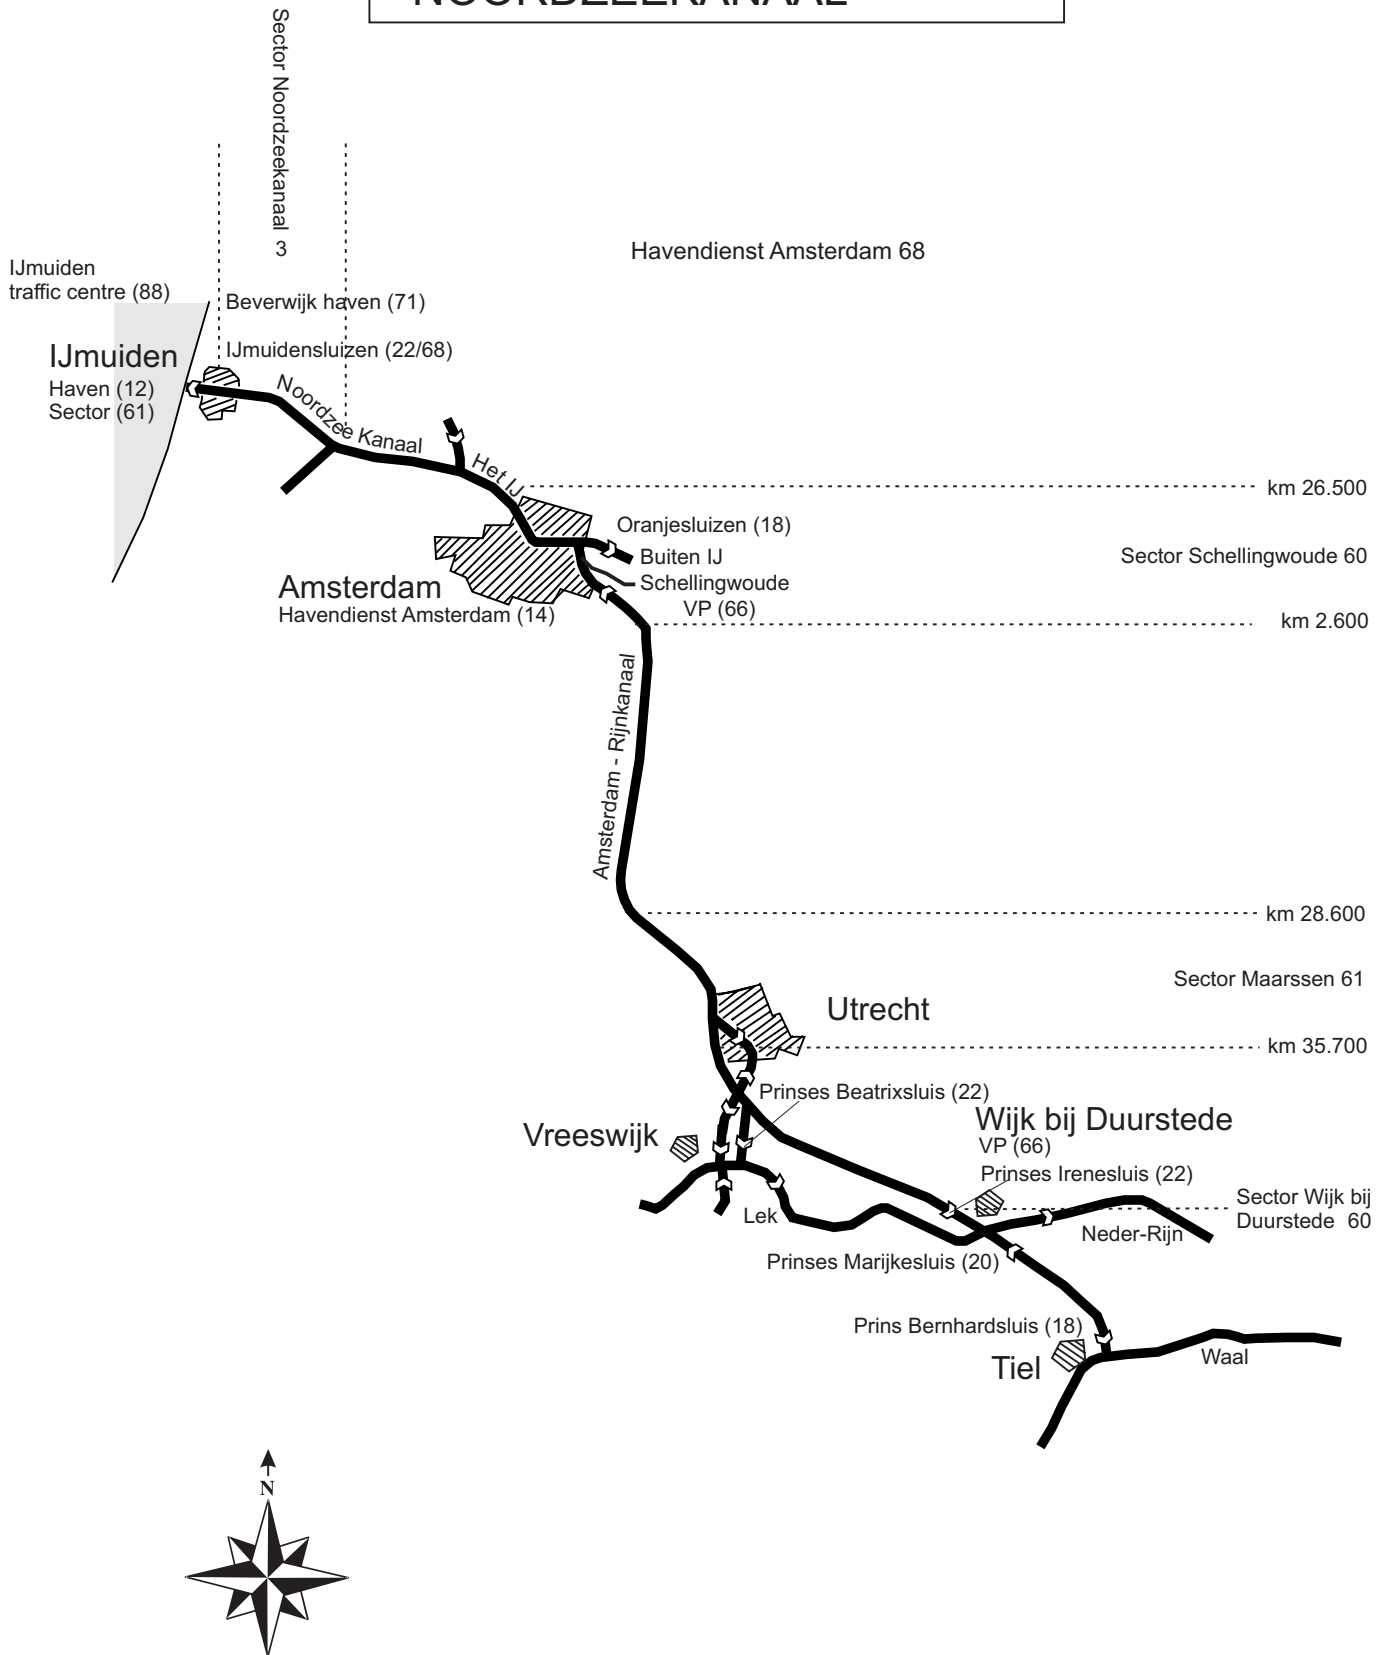 NOORDZEEKANAAL
Sector Noordzeekanaal
3
Havendienst Amsterdam 68
IJmuiden
traffic centre (88)
Beverwijk haven (71)
IJmuiden
IJmuidensluizen (22/68)
Haven (12)
Sector (61)
Noordzee Kanaal
Het IJ
km 26.500
Oranjesluizen (18)
Buiten IJ
Sector Schellingwoude 60
Amsterdam
Schellingwoude
VP (66)
Havendienst Amsterdam (14)
km 2.600
Amsterdam - Rijnkanaal
km 28.600
Sector Maarssen 61
Utrecht
km 35.700
Prinses Beatrixsluis (22)
Vreeswijk
Wijk bij Duurstede
VP (66)
Prinses Irenesluis (22)
Sector Wijk bij
Duurstede 60
Lek
Neder-Rijn
Prinses Marijkesluis (20)
Prins Bernhardsluis (18)
Tiel
Waal
N